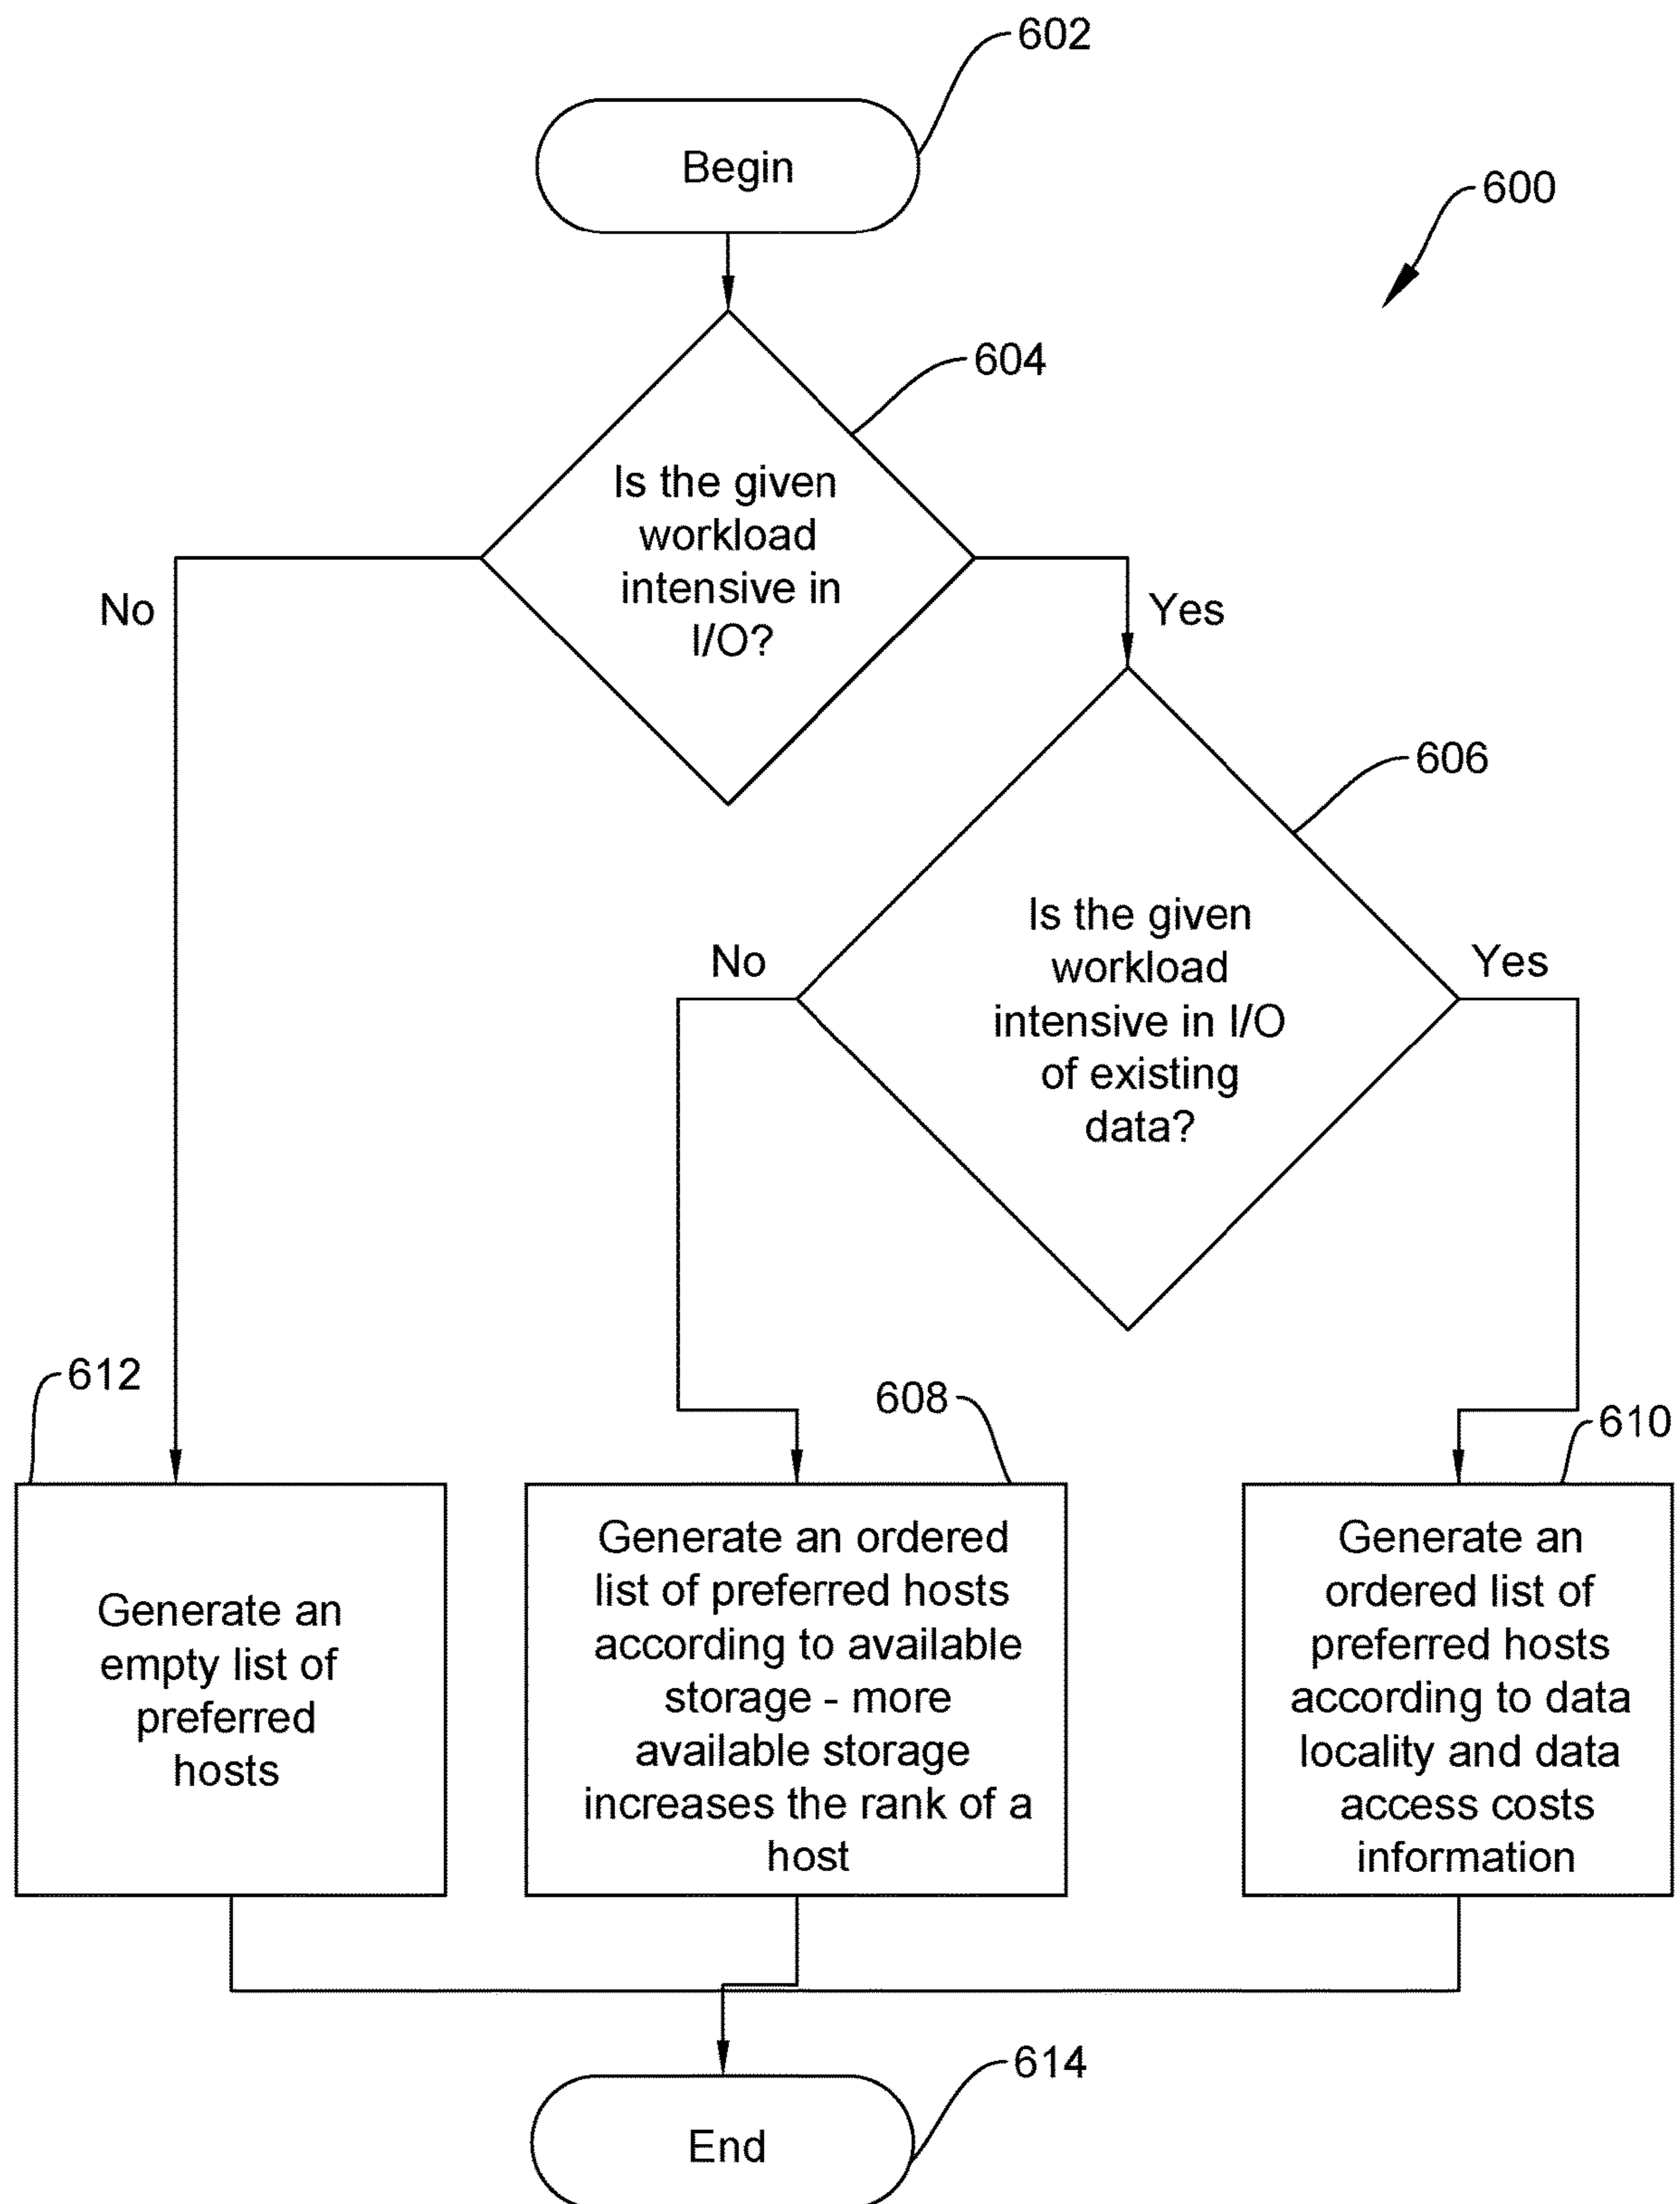 602
Begin
600
604
Is the given
workload
intensive in
I/O?
No
Yes
606
Is the given
workload
intensive in I/O
of existing
data?
No
Yes
612
608
610
Generate an
empty list of
preferred
hosts
Generate an ordered
list of preferred hosts
according to available
storage - more
available storage
increases the rank of a
host
Generate an
ordered list of
preferred hosts
according to data
locality and data
access costs
information
614
End